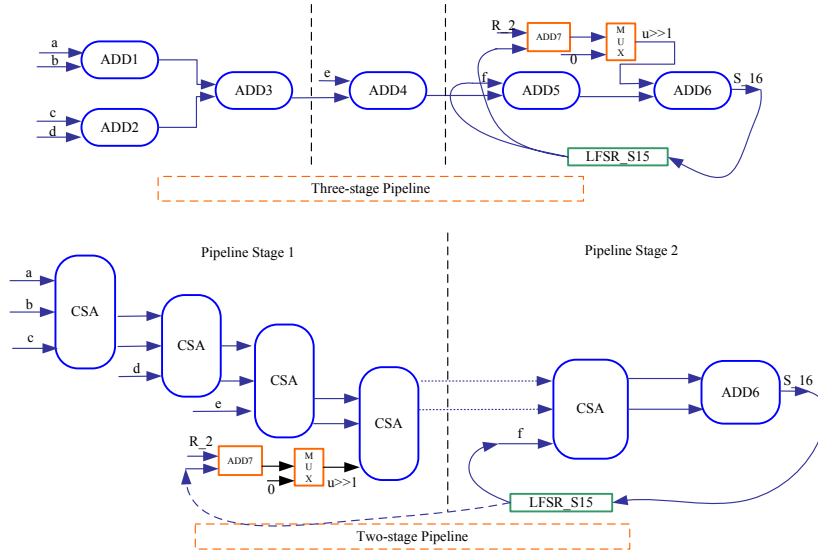 a
b
ADD1
c
d
ADD2
ADD3
e
ADD4
R_2
ADD7
0
M
U
X
u>>1
f
ADD5
ADD6
S_16
LFSR_S15
Three-stage Pipeline
Pipeline Stage 1
Pipeline Stage 2
a
b
c
CSA
d
CSA
e
CSA
CSA
R_2
ADD7
0
M
U
X
u>>1
CSA
f
ADD6
S_16
LFSR_S15
Two-stage Pipeline